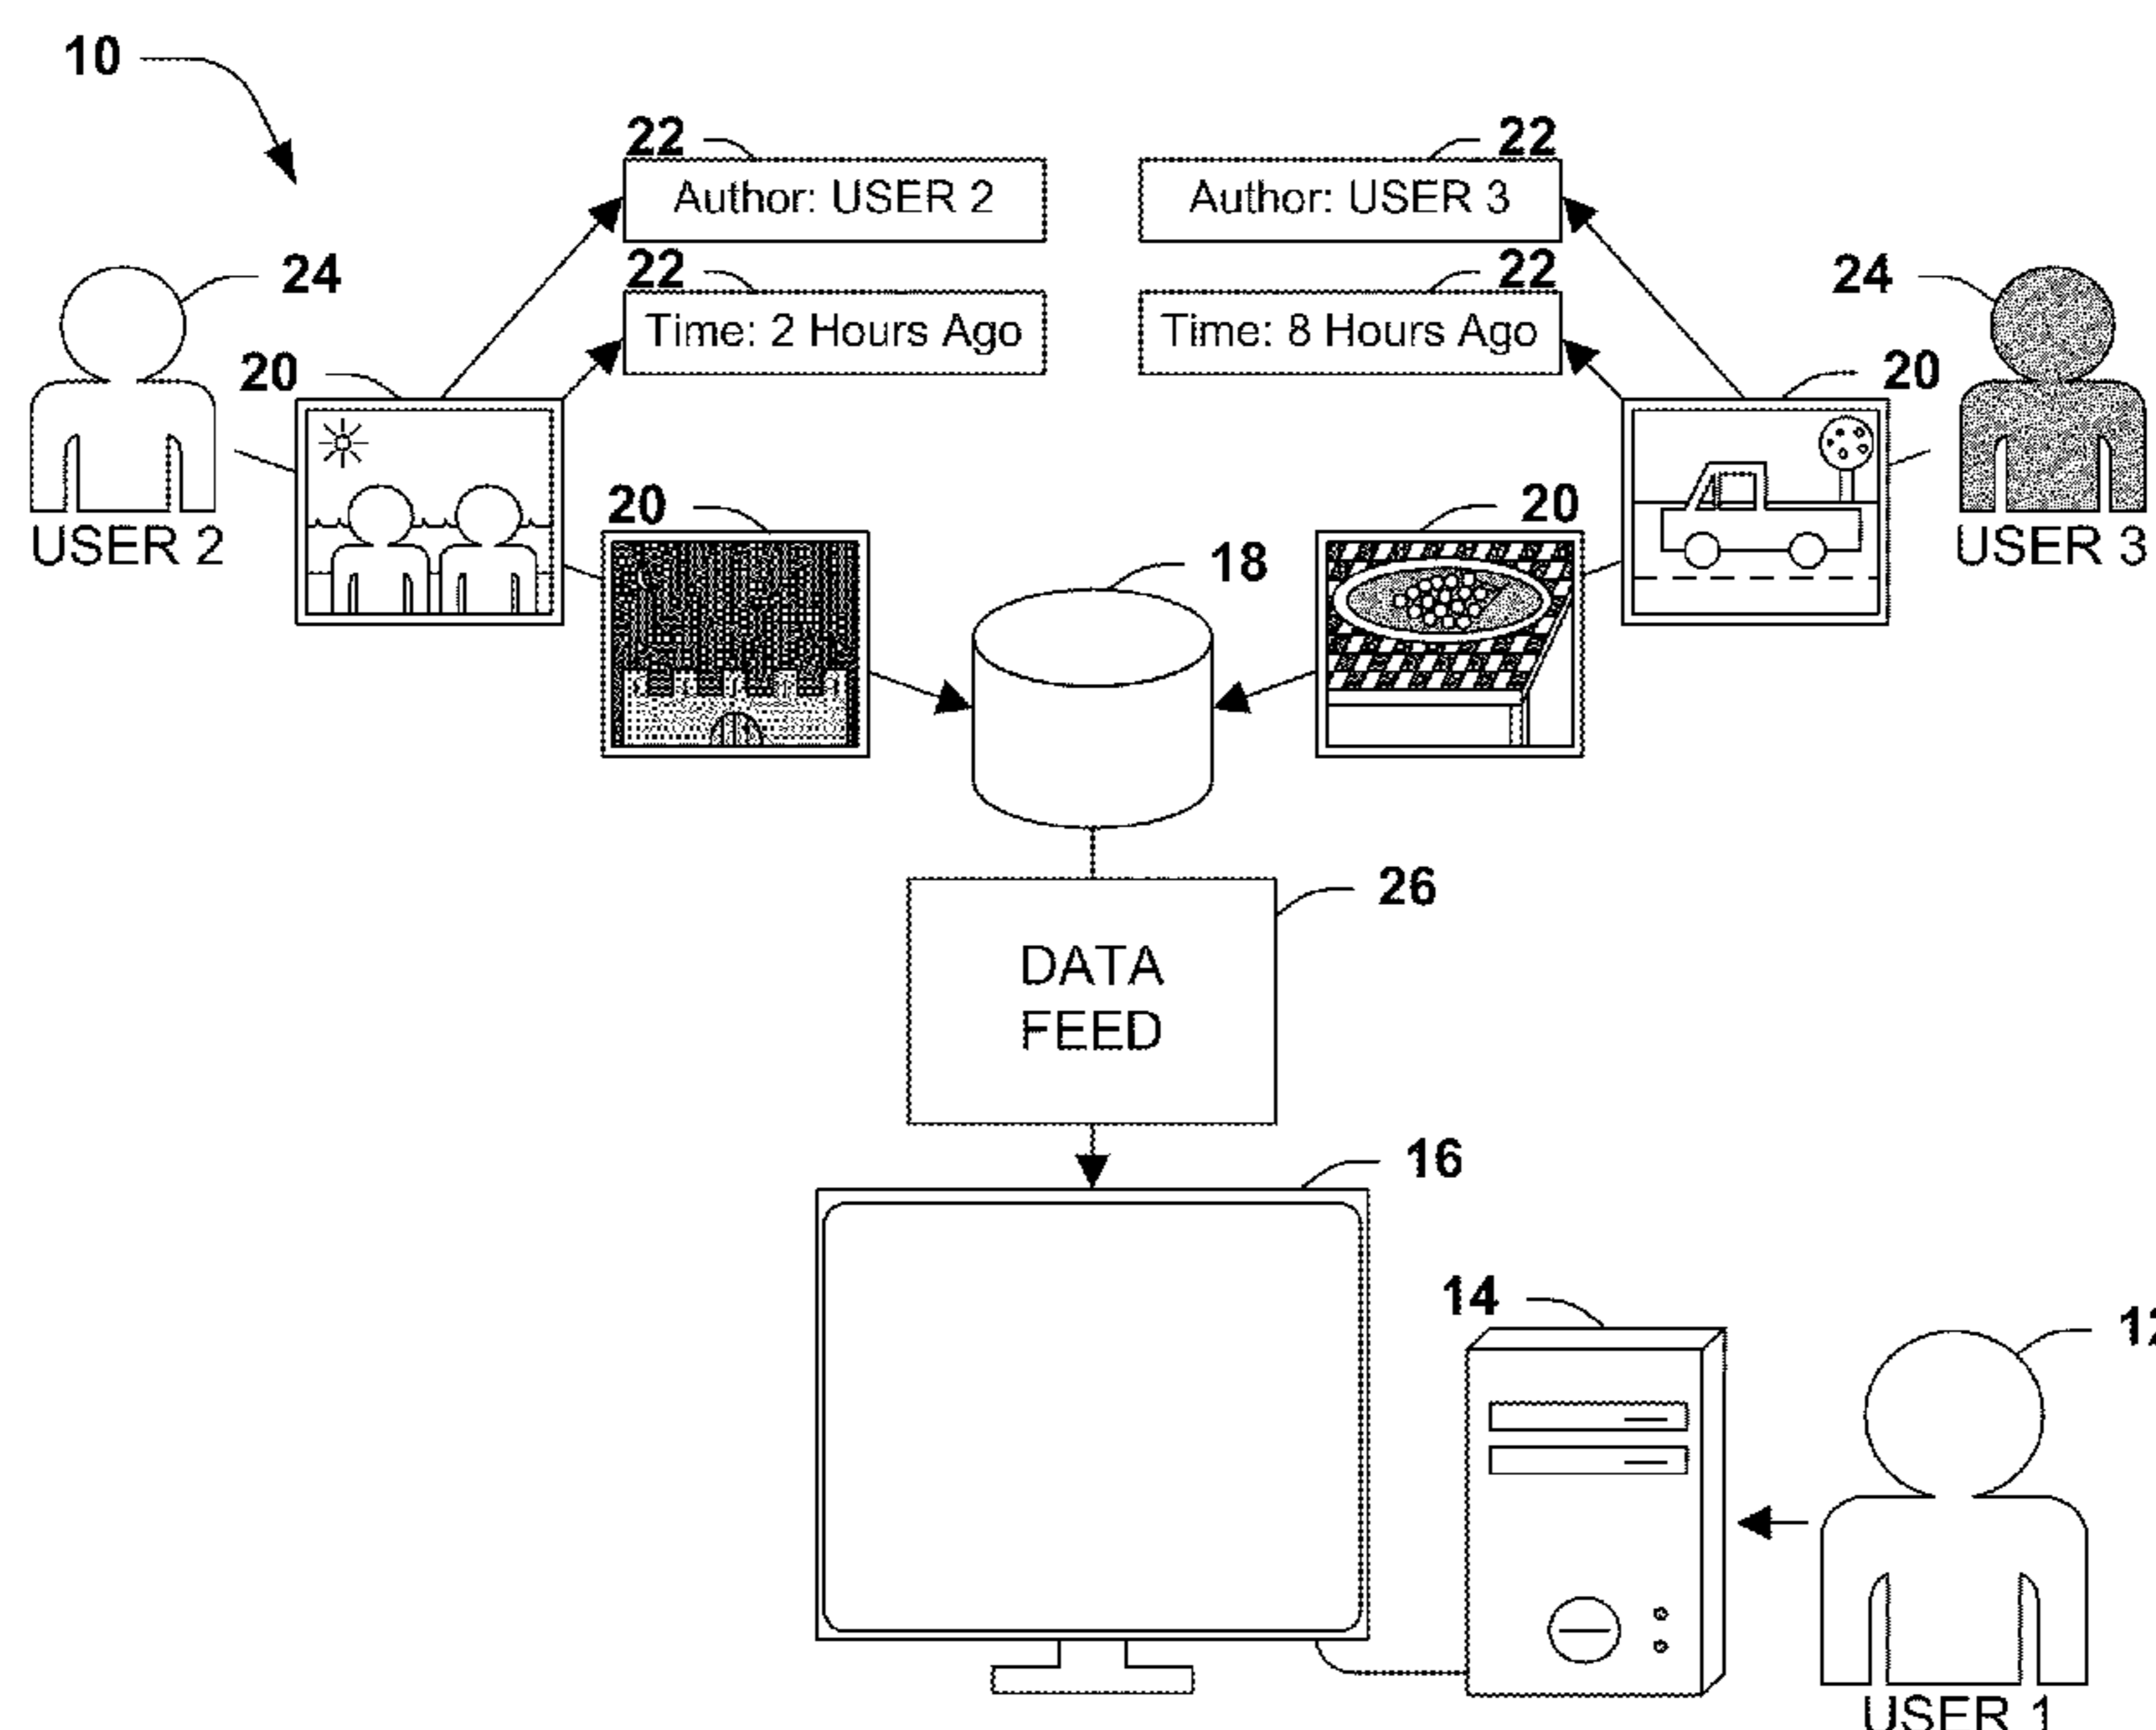 10
22
22
Author: USER 2
Author: USER 3
24
22
22
24
Time: 2 Hours Ago
Time: 8 Hours Ago
20
20
20
20
USER 2
18
USER 3
26
DATA
FEED
16
14
USER 1